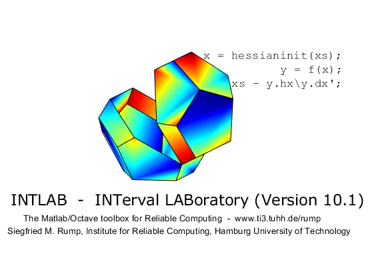 x = hessianinit(xs);
y = f(x);
xs - y.hx\y.dx';
INTLAB - INTerval LABoratory (Version 10.1)
The Matlab/Octave toolbox for Reliable Computing - www.ti3.tuhh.de/rump
Siegfried M. Rump, Institute for Reliable Computing, Hamburg University of Technology